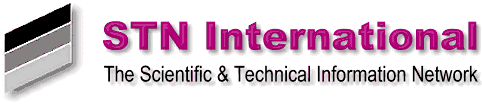 STN International
The Scientific & Technical Information Network